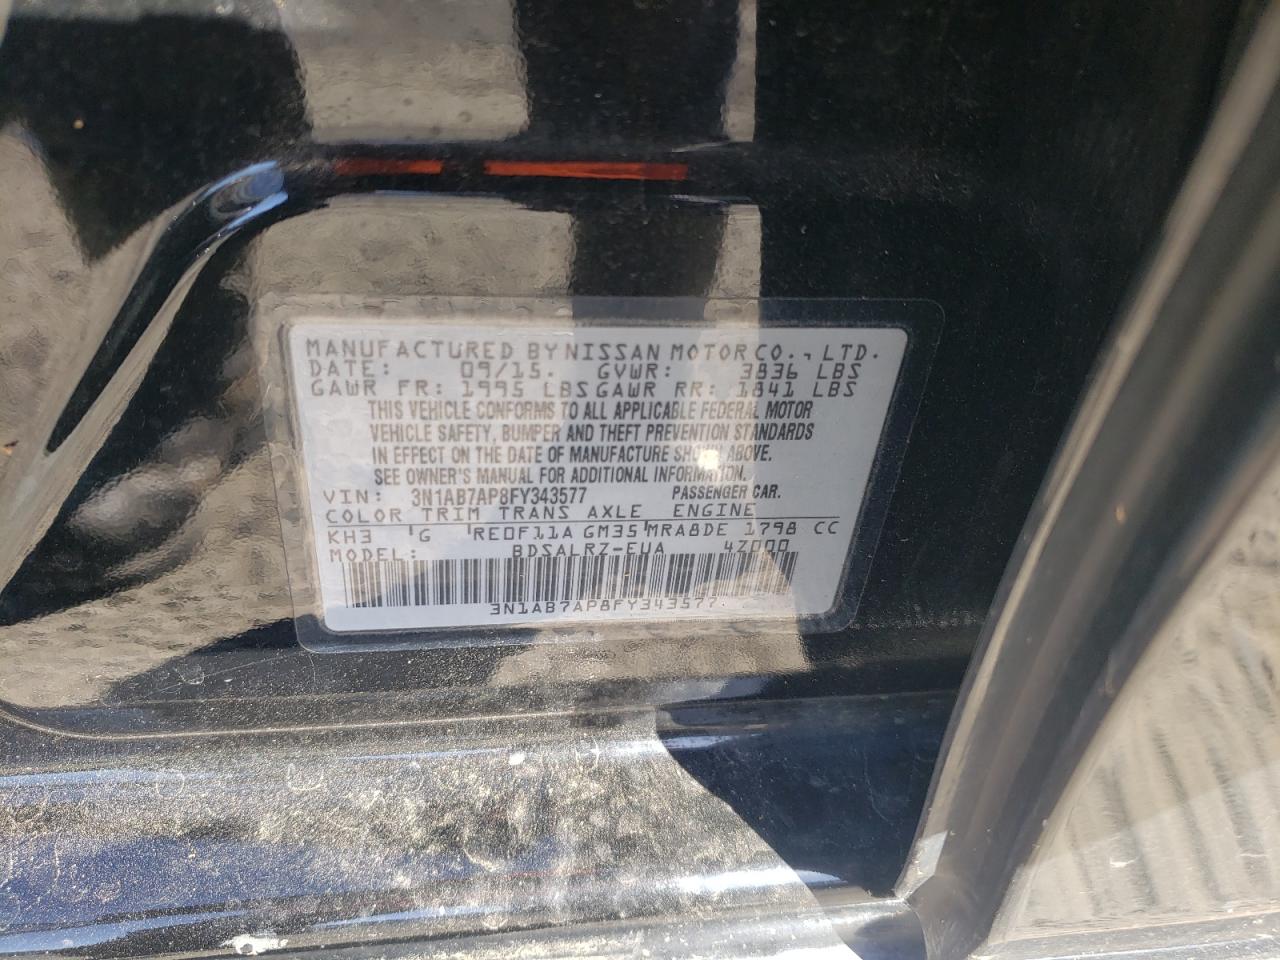 MANUFACTURED BY NISSAN MOTOR CO., LTD.
DATE: 09/15. GVWR: 3836 LBS
GAWR FR: 1995 LBS GAWR RR: 1841 LBS
THIS VEHICLE CONFORMS TO ALL APPLICABLE FEDERAL MOTOR
VEHICLE SAFETY, BUMPER AND THEFT PREVENTION STANDARDS
IN EFFECT ON THE DATE OF MANUFACTURE SHOWN ABOVE.
SEE OWNER'S MANUAL FOR ADDITIONAL INFORMATION.
VIN: 3N1AB7AP8FY343577 PASSENGER CAR.
COLOR TRIM TRANS AXLE ENGINE
KH3 G RE0F11A GM35 MRA8DE 1798 CC
MODEL: BDSALRZ-EUA 4Z000
3N1AB7AP8FY343577